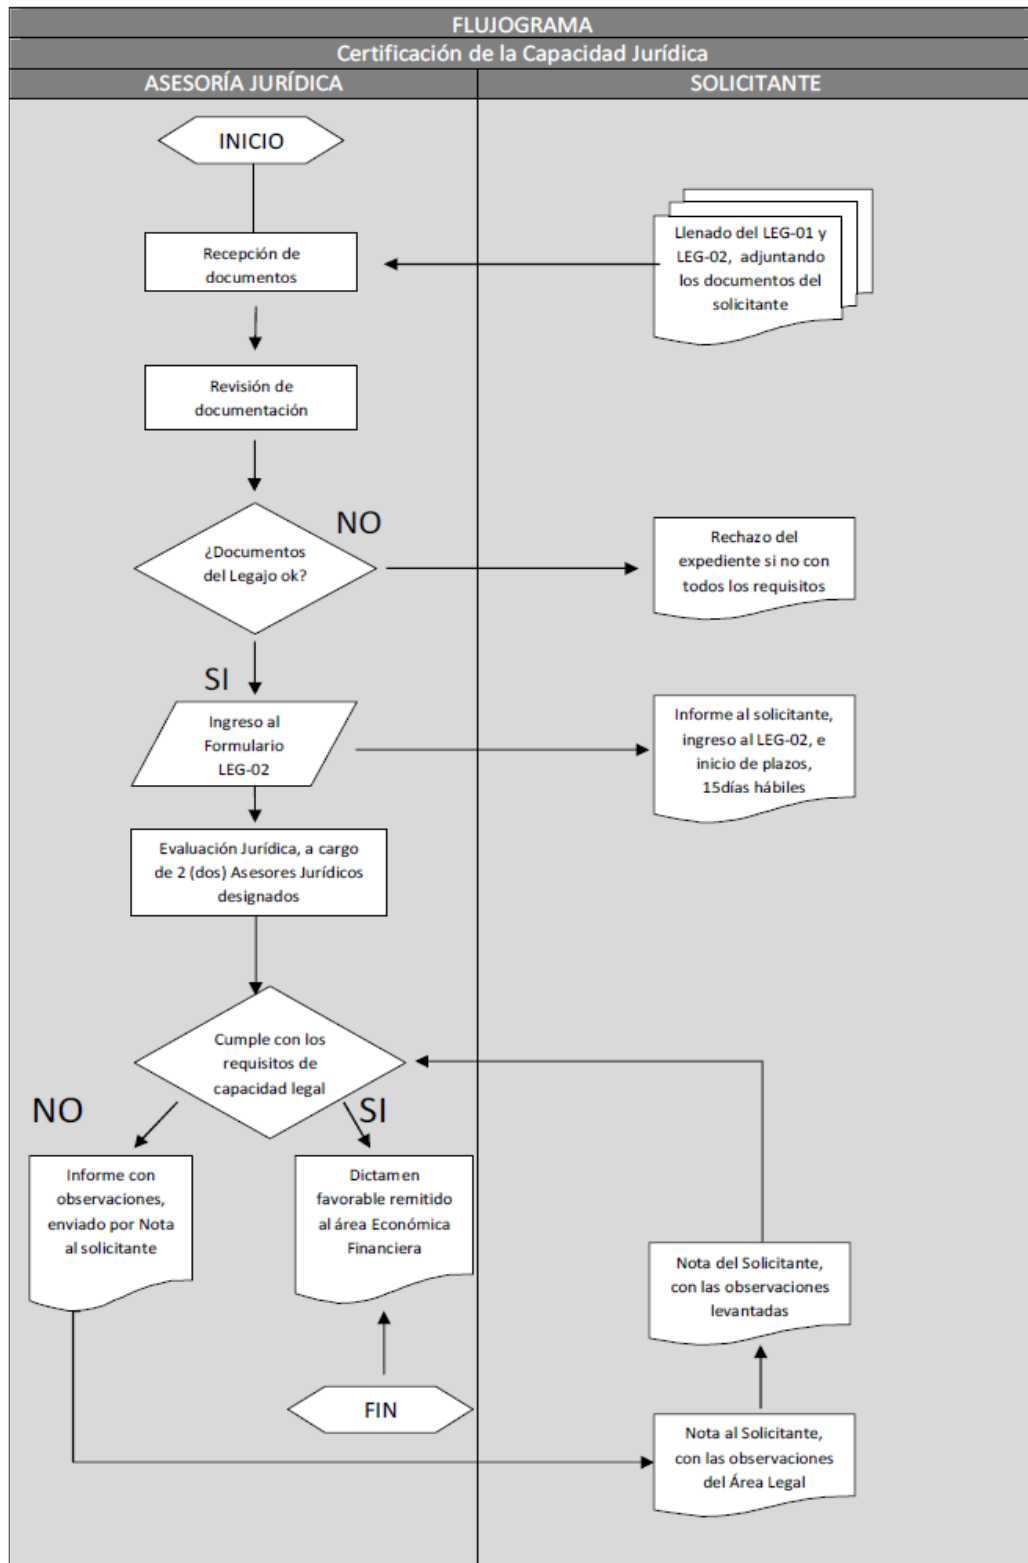 FLUJOGRAMA
Certificación de la Capacidad Jurídica
ASESORÍA JURÍDICA
SOLICITANTE
INICIO
Recepción de
documentos
Llenado del LEG-01 y
LEG-02, adjuntando
los documentos del
solicitante
Revisión de
documentación
NO
¿Documentos
del Legajo ok?
Rechazo del
expediente si no con
todos los requisitos
SI
Ingreso al
Formulario
LEG-02
Informe al solicitante,
ingreso al LEG-02, e
inicio de plazos,
15días hábiles
Evaluación Jurídica, a cargo
de 2 (dos) Asesores Jurídicos
designados
Cumple con los
requisitos de
capacidad legal
NO
SI
Informe con
observaciones,
enviado por Nota
al solicitante
Dictamen
favorable remitido
al área Económica
Financiera
Nota del Solicitante,
con las observaciones
levantadas
FIN
Nota al Solicitante,
con las observaciones
del Área Legal